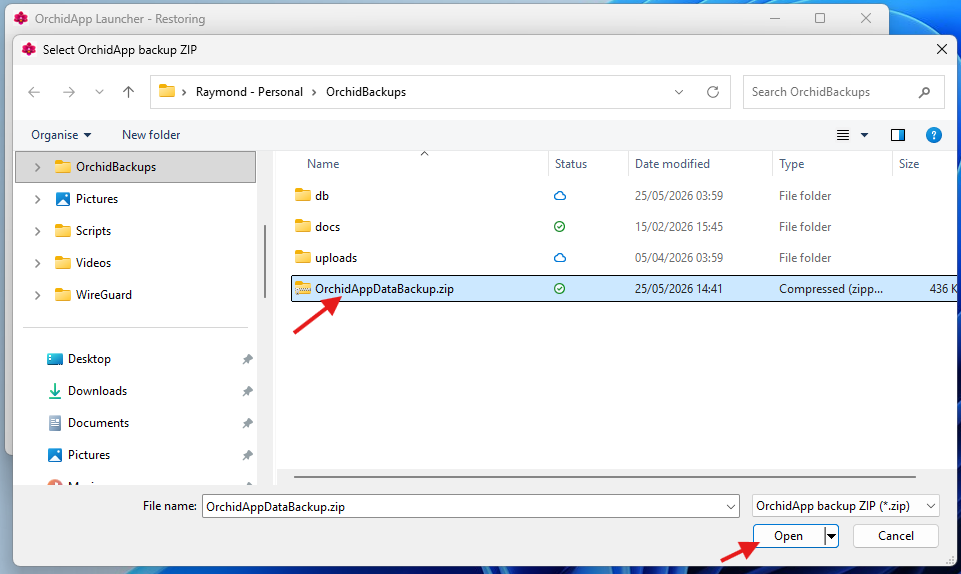 OrchidApp Launcher - Restoring
Select OrchidApp backup ZIP
Raymond - Personal > OrchidBackups
Search OrchidBackups
Organise New folder
Name Status Date modified Type Size
OrchidBackups
Pictures
Scripts
Videos
WireGuard
Desktop
Downloads
Documents
Pictures
db 25/05/2026 03:59 File folder
docs 15/02/2026 15:45 File folder
uploads 05/04/2026 03:59 File folder
OrchidAppDataBackup.zip 25/05/2026 14:41 Compressed (zipp... 436 K
File name: OrchidAppDataBackup.zip OrchidApp backup ZIP (*.zip)
Open Cancel